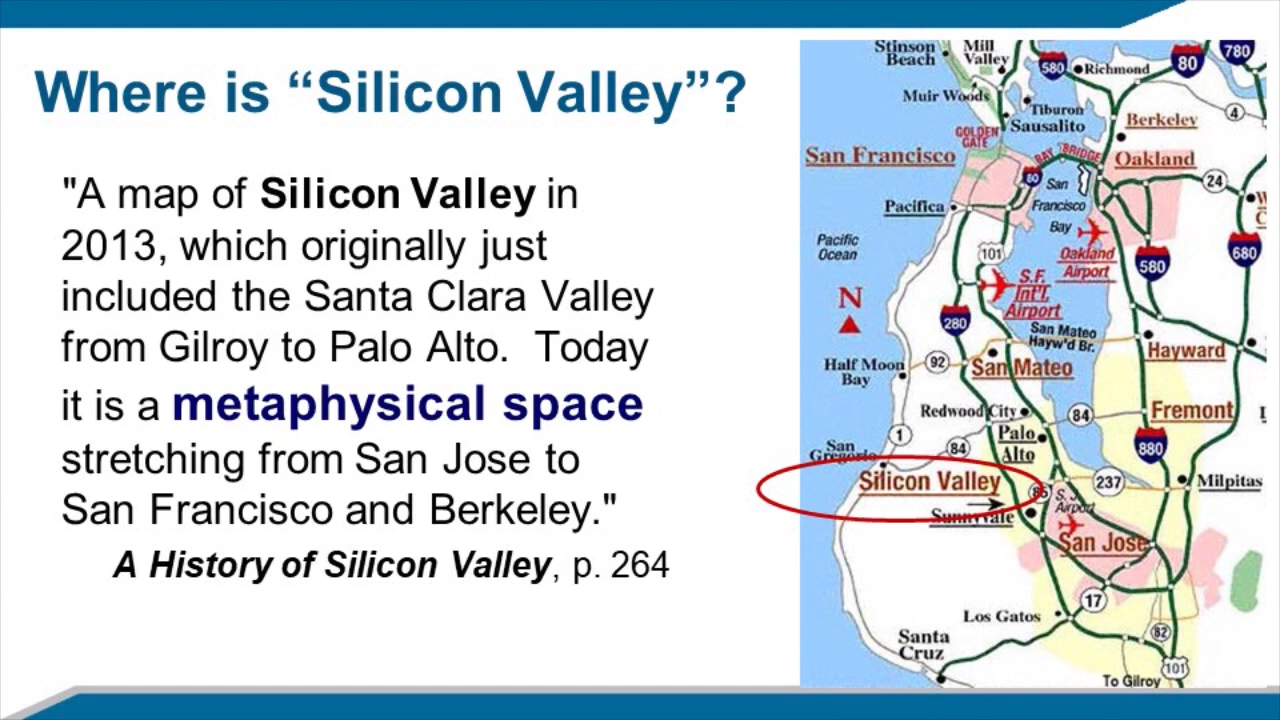 Where is “Silicon Valley”?
"A map of Silicon Valley in
2013, which originally just
included the Santa Clara Valley
from Gilroy to Palo Alto.  Today
it is a metaphysical space
stretching from San Jose to
San Francisco and Berkeley."
A History of Silicon Valley, p. 264
Stinson
Beach
Mill
Valley
580
Richmond
80
780
Muir Woods
Tiburon
Sausalito
4
Berkeley
GOLDEN
GATE
San Francisco
BAY BRIDGE
Oakland
80
San
Francisco
Bay
24
Pacifica
Pacific
Ocean
101
Oakland
Airport
580
680
S.F.
Int'l.
Airport
N
280
San Mateo
Hayw'd Br.
Hayward
Half Moon
Bay
92
San Mateo
Redwood City
84
Fremont
1
Palo
Alto
880
San
Gregorio
84
Silicon Valley
85
237
Milpitas
S.J.
Airport
Sunnyvale
San Jose
17
Los Gatos
82
Santa
Cruz
101
To Gilroy